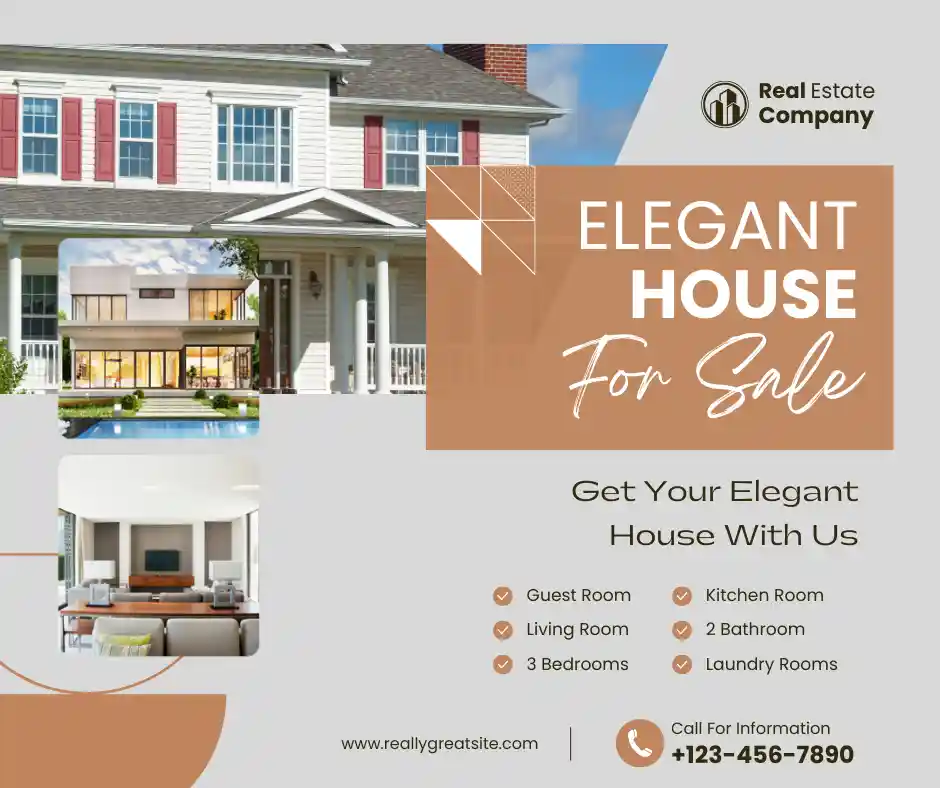 Real Estate
Company
ELEGANT
HOUSE
For Sale
Get Your Elegant
House With Us
Guest Room
Kitchen Room
Living Room
2 Bathroom
3 Bedrooms
Laundry Rooms
www.reallygreatsite.com
Call For Information
+123-456-7890